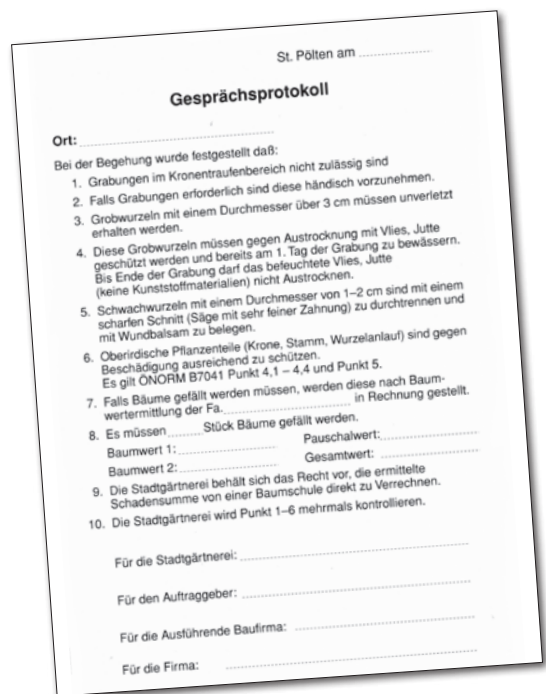 St. Pölten am ....................
Gesprächsprotokoll
Ort: ....................
Bei der Begehung wurde festgestellt daß:
1. Grabungen im Kronentraufenbereich nicht zulässig sind
2. Falls Grabungen erforderlich sind diese händisch vorzunehmen.
3. Grobwurzeln mit einem Durchmesser über 3 cm müssen unverletzt
erhalten werden.
4. Diese Grobwurzeln müssen gegen Austrocknung mit Vlies, Jutte
geschützt werden und bereits am 1. Tag der Grabung zu bewässern.
Bis Ende der Grabung darf das befeuchtete Vlies, Jutte
(keine Kunststoffmaterialien) nicht Austrocknen.
5. Schwachwurzeln mit einem Durchmesser von 1–2 cm sind mit einem
scharfen Schnitt (Säge mit sehr feiner Zahnung) zu durchtrennen und
mit Wundbalsam zu belegen.
6. Oberirdische Pflanzenteile (Krone, Stamm, Wurzelanlauf) sind gegen
Beschädigung ausreichend zu schützen.
Es gilt ÖNORM B7041 Punkt 4,1 – 4,4 und Punkt 5.
7. Falls Bäume gefällt werden müssen, werden diese nach Baum-
wertermittlung der Fa. .................... in Rechnung gestellt.
8. Es müssen .......... Stück Bäume gefällt werden.
Baumwert 1: .................... Pauschalwert: ....................
Baumwert 2: .................... Gesamtwert: ....................
9. Die Stadtgärtnerei behält sich das Recht vor, die ermittelte
Schadensumme von einer Baumschule direkt zu Verrechnen.
10. Die Stadtgärtnerei wird Punkt 1–6 mehrmals kontrollieren.
Für die Stadtgärtnerei: ....................
Für den Auftraggeber: ....................
Für die Ausführende Baufirma: ....................
Für die Firma: ....................